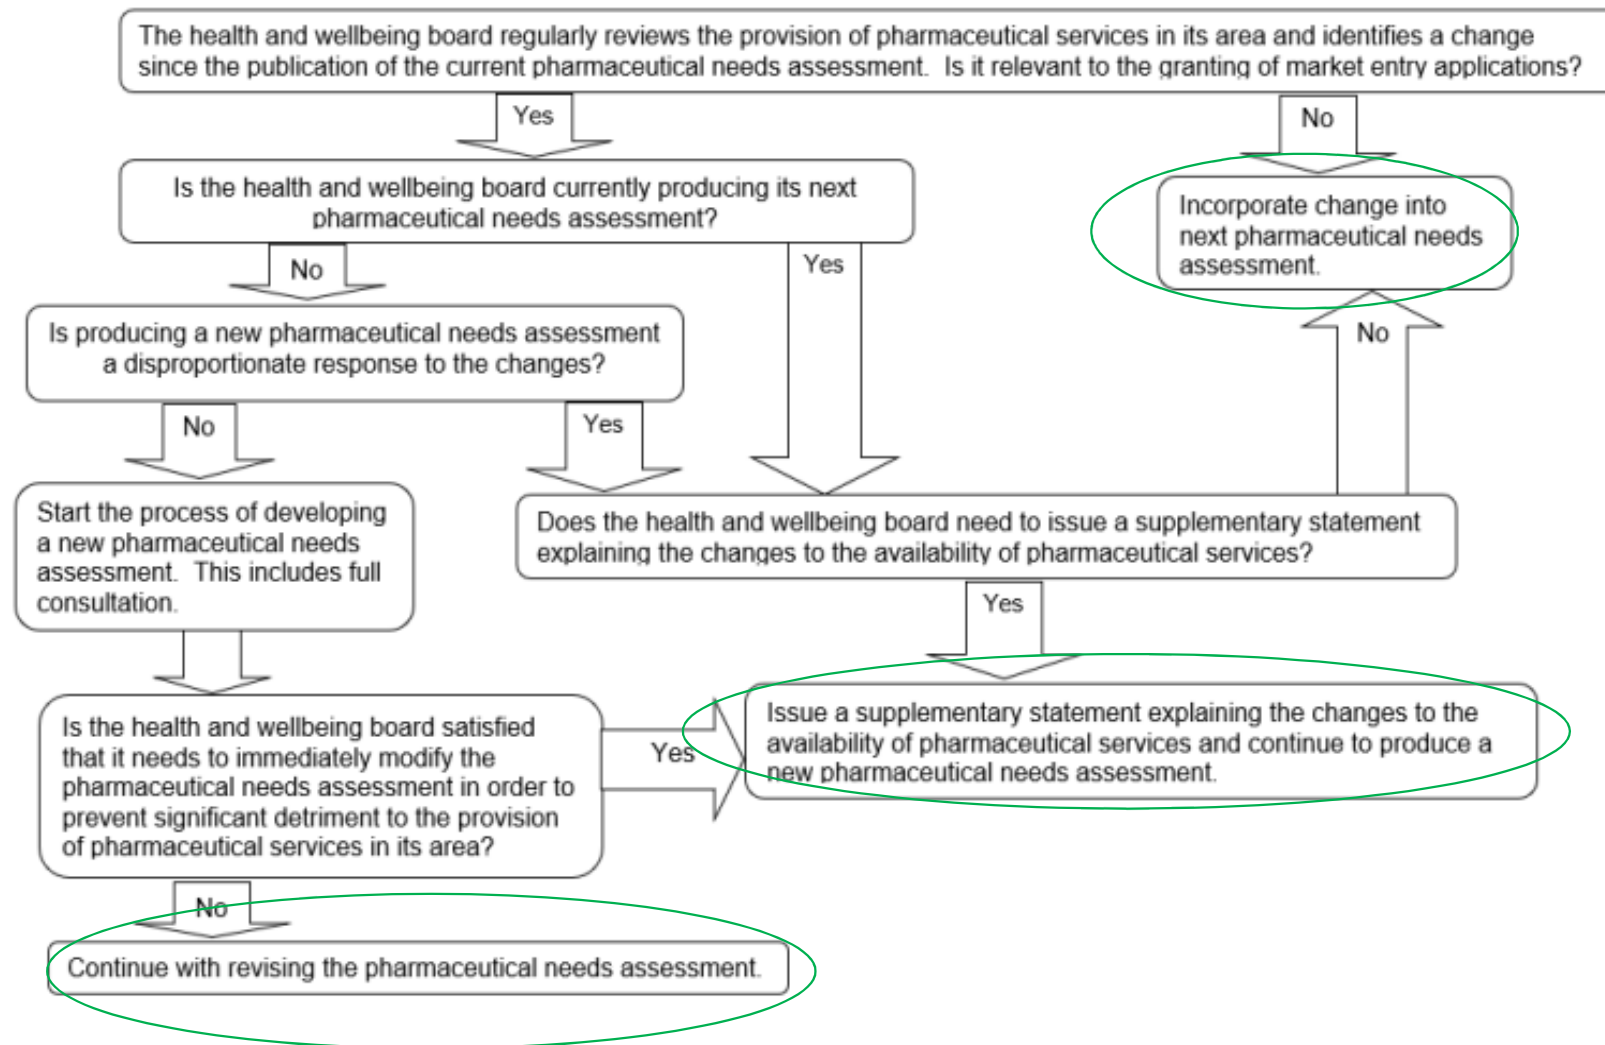 The health and wellbeing board regularly reviews the provision of pharmaceutical services in its area and identifies a change
since the publication of the current pharmaceutical needs assessment.  Is it relevant to the granting of market entry applications?
Yes
No
Is the health and wellbeing board currently producing its next
pharmaceutical needs assessment?
Incorporate change into
next pharmaceutical needs
assessment.
No
Yes
Is producing a new pharmaceutical needs assessment
a disproportionate response to the changes?
No
No
Yes
Start the process of developing
a new pharmaceutical needs
assessment.  This includes full
consultation.
Does the health and wellbeing board need to issue a supplementary statement
explaining the changes to the availability of pharmaceutical services?
Yes
Is the health and wellbeing board satisfied
that it needs to immediately modify the
pharmaceutical needs assessment in order to
prevent significant detriment to the provision
of pharmaceutical services in its area?
Yes
Issue a supplementary statement explaining the changes to the
availability of pharmaceutical services and continue to produce a
new pharmaceutical needs assessment.
No
Continue with revising the pharmaceutical needs assessment.